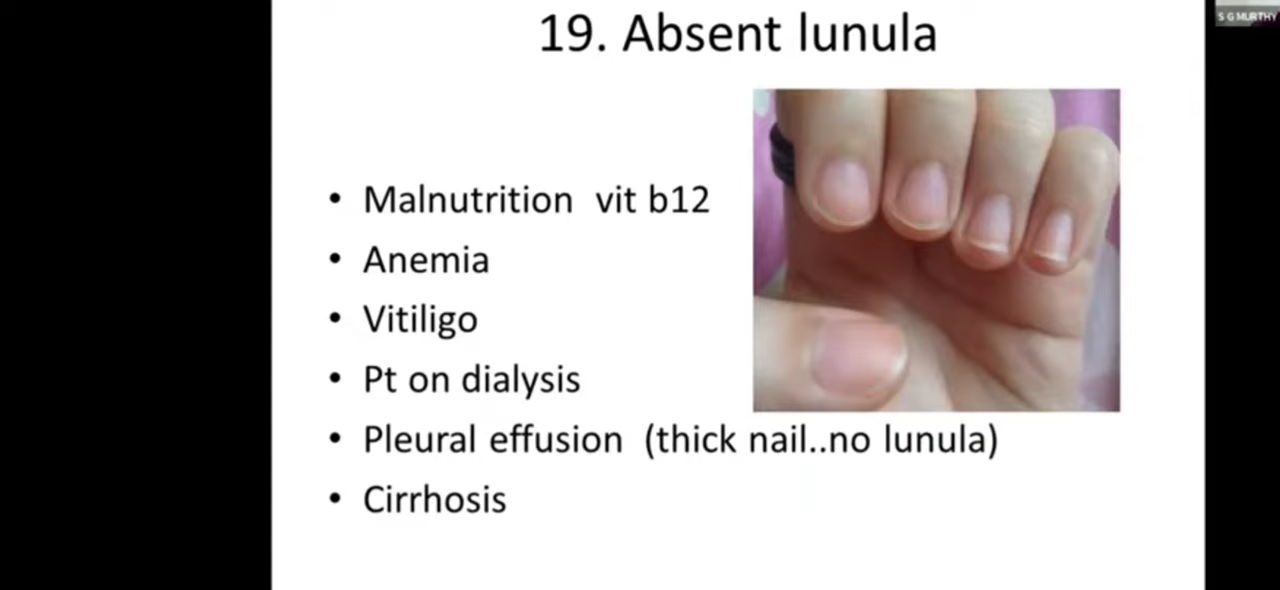 19. Absent lunula
S G MURTHY
• Malnutrition vit b12
• Anemia
• Vitiligo
• Pt on dialysis
• Pleural effusion (thick nail..no lunula)
• Cirrhosis